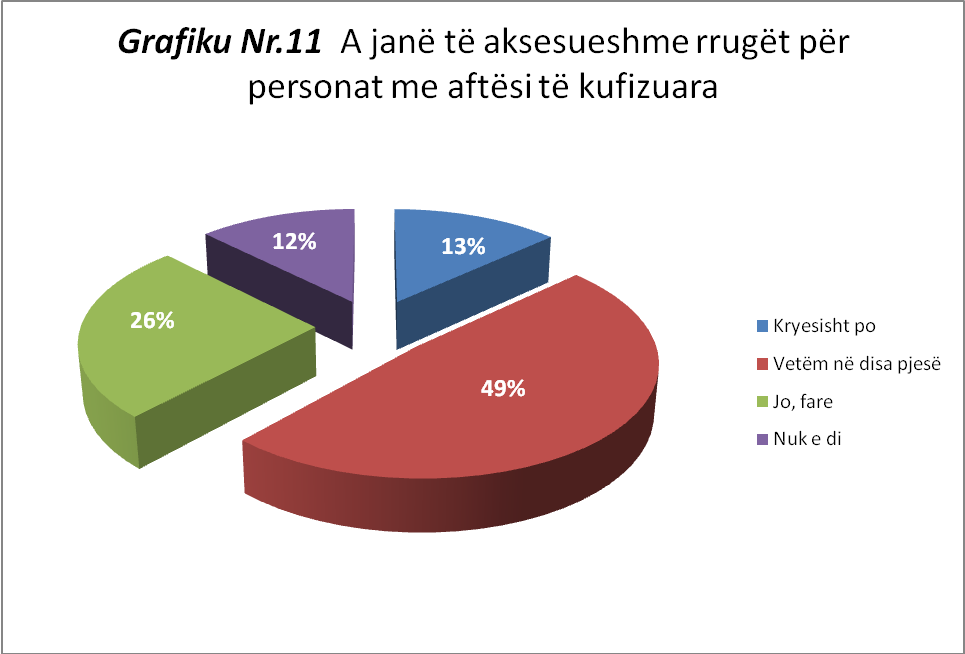 Grafiku Nr.11 A janë të aksesueshme rrugët për
personat me aftësi të kufizuara
12%
13%
26%
49%
Kryesisht po
Vetëm në disa pjesë
Jo, fare
Nuk e di